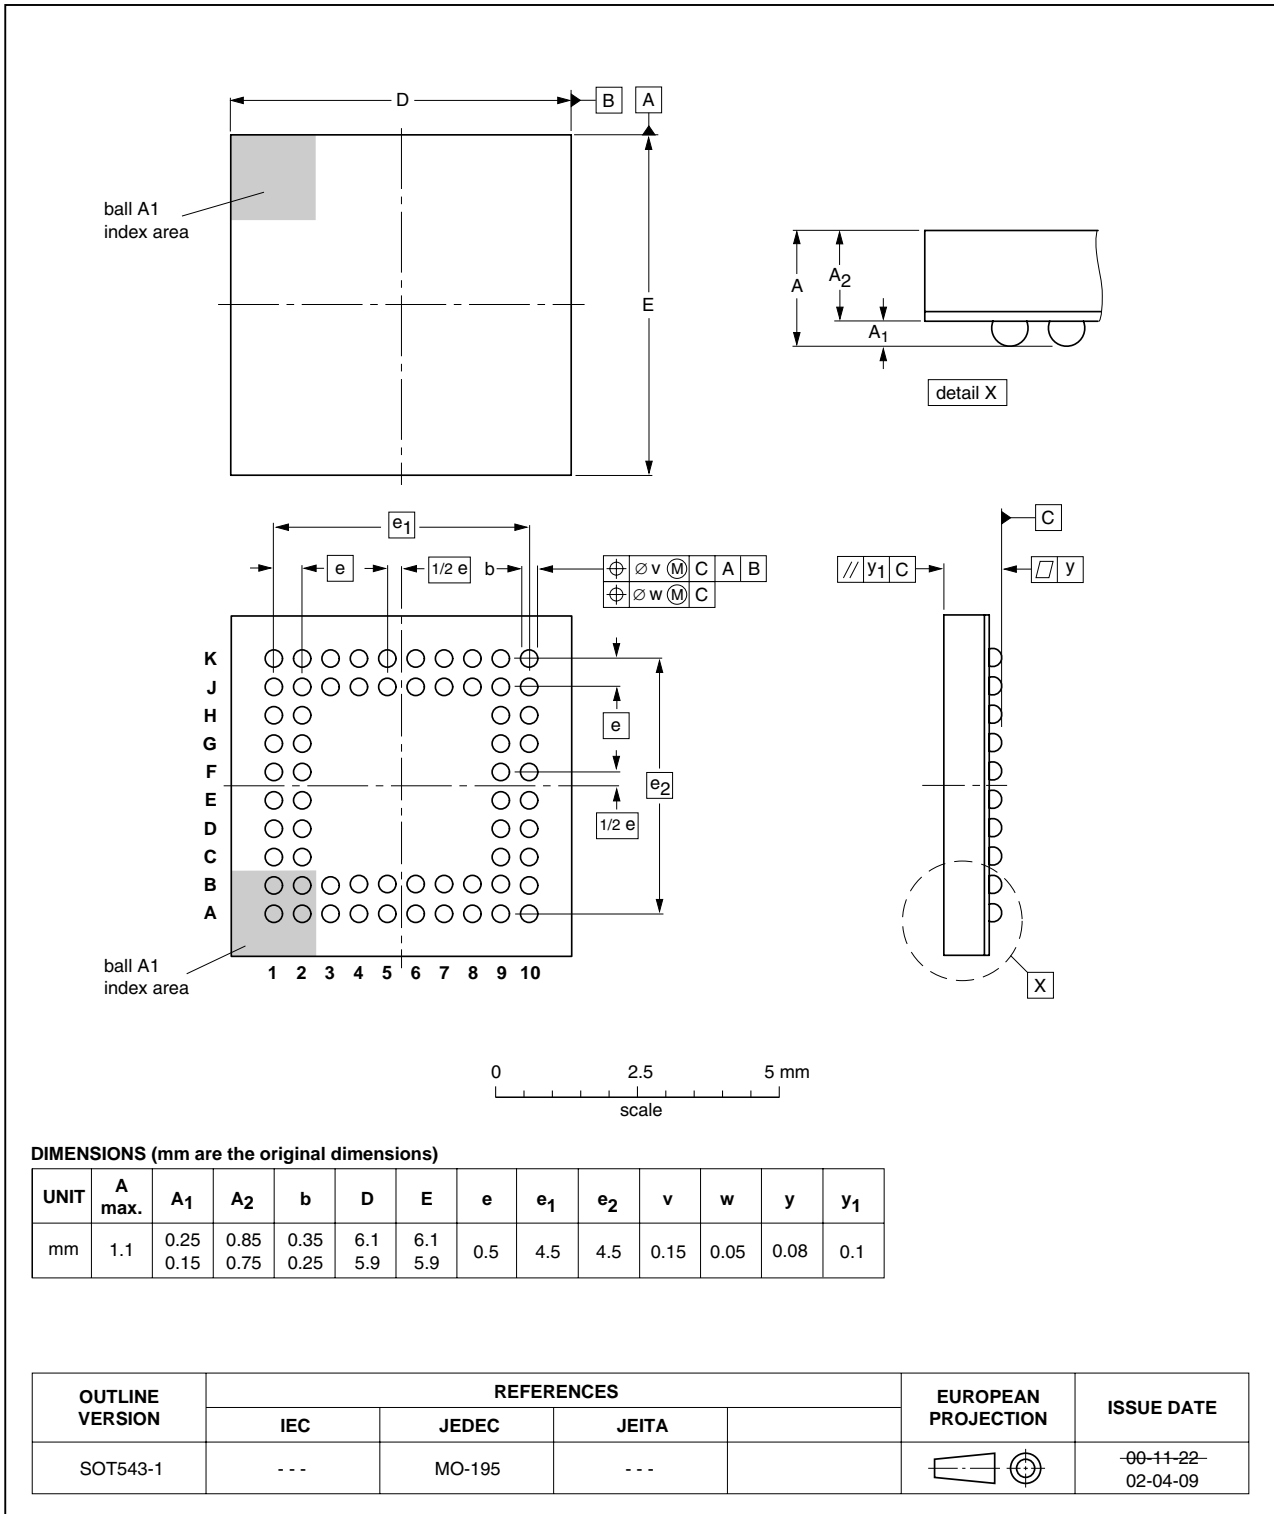 D
B
A
ball A1
index area
E
A
A2
A1
detail X
e1
C
e
1/2 e
b
⌖ ⌀ v Ⓜ C A B
⌖ ⌀ w Ⓜ C
// y1 C
⏥ y
K
J
H
G
F
E
D
C
B
A
e
e2
1/2 e
ball A1
index area
1 2 3 4 5 6 7 8 9 10
X
0 2.5 5 mm
scale
DIMENSIONS (mm are the original dimensions)
UNIT A max. A1 A2 b D E e e1 e2 v w y y1
mm 1.1 0.25 0.15 0.85 0.75 0.35 0.25 6.1 5.9 6.1 5.9 0.5 4.5 4.5 0.15 0.05 0.08 0.1
OUTLINE VERSION REFERENCES EUROPEAN PROJECTION ISSUE DATE
IEC JEDEC JEITA
SOT543-1 - - - MO-195 - - - 00-11-22
02-04-09